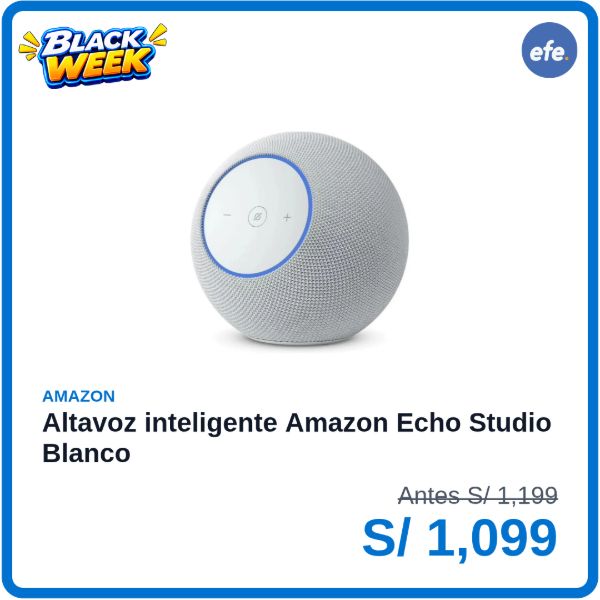 BLACK
WEEK
efe.
AMAZON
Altavoz inteligente Amazon Echo Studio
Blanco
Antes S/ 1,199
S/ 1,099